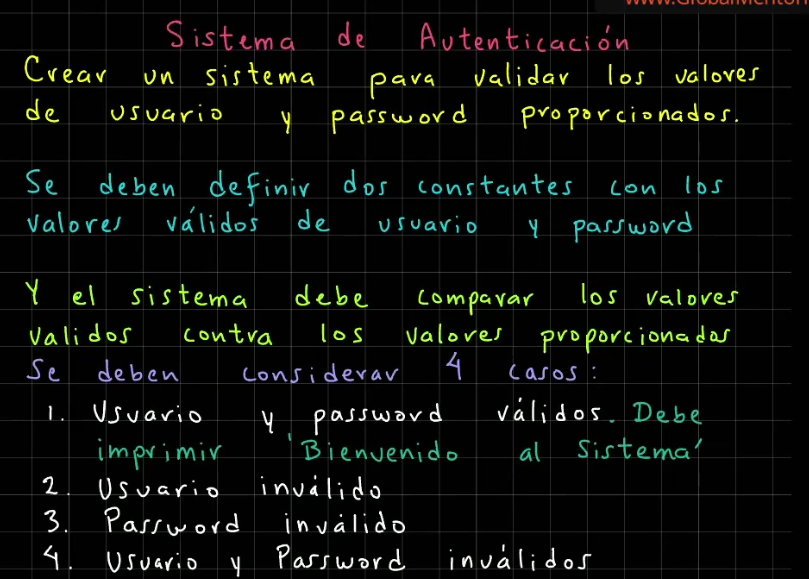 www.GlobalMentor
Sistema de Autenticación
Crear un sistema para validar los valores
de usuario y password proporcionados.
Se deben definir dos constantes con los
valores válidos de usuario y password
Y el sistema debe comparar los valores
validos contra los valores proporcionados
Se deben considerar 4 casos:
1. Usuario y password válidos. Debe
imprimir 'Bienvenido al Sistema'
2. Usuario inválido
3. Password inválido
4. Usuario y Password inválidos